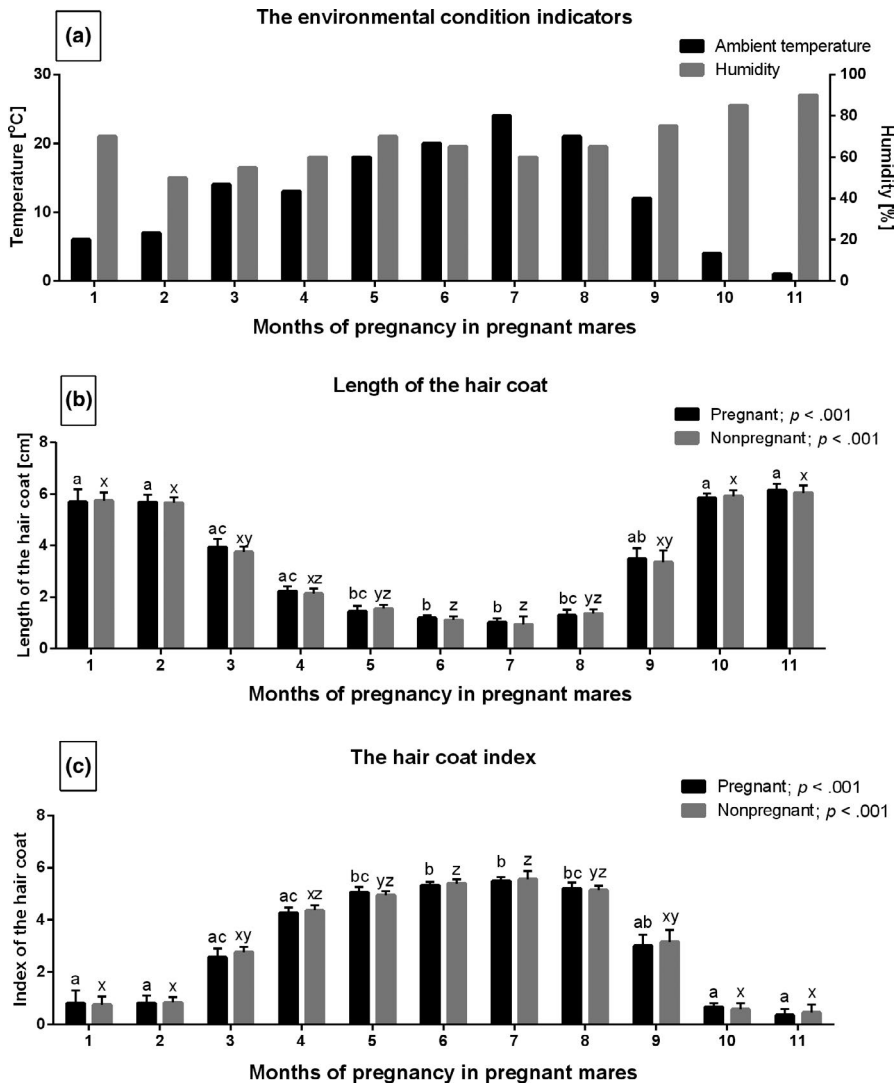 The environmental condition indicators
(a)
Ambient temperature
Humidity
Temperature [°C]
30
20
10
0
Humidity [%]
100
80
60
40
20
0
1 2 3 4 5 6 7 8 9 10 11
Months of pregnancy in pregnant mares
(b)
Length of the hair coat
Pregnant; p < .001
Nonpregnant; p < .001
Length of the hair coat [cm]
8
6
4
2
0
a x a x ac xy ac xz bc yz b z b z bc yz ab xy a x a x
1 2 3 4 5 6 7 8 9 10 11
Months of pregnancy in pregnant mares
(c)
The hair coat index
Pregnant; p < .001
Nonpregnant; p < .001
Index of the hair coat
8
6
4
2
0
a x a x ac xy ac xz bc yz b z b z bc yz ab xy a x a x
1 2 3 4 5 6 7 8 9 10 11
Months of pregnancy in pregnant mares